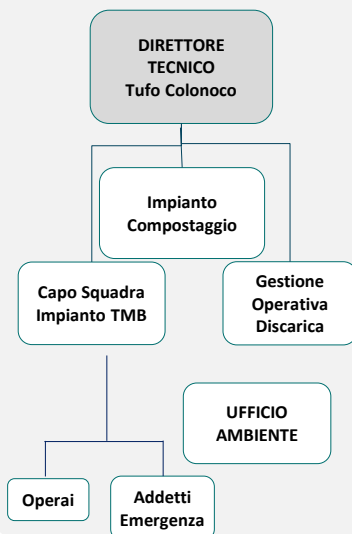 DIRETTORE
TECNICO
Tufo Colonoco
Impianto
Compostaggio
Capo Squadra
Impianto TMB
Gestione
Operativa
Discarica
UFFICIO
AMBIENTE
Operai
Addetti
Emergenza